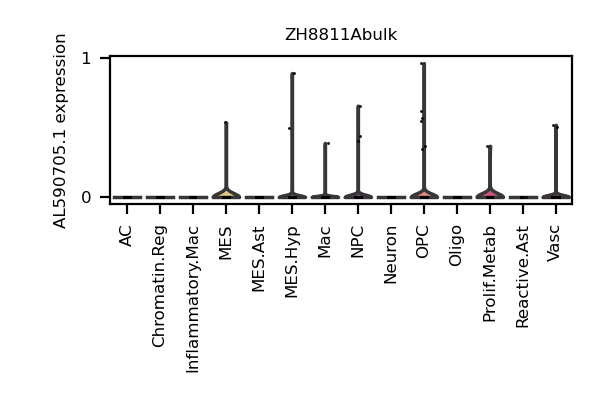 ZH8811Abulk
AL590705.1 expression
1
0
AC
Chromatin.Reg
Inflammatory.Mac
MES
MES.Ast
MES.Hyp
Mac
NPC
Neuron
OPC
Oligo
Prolif.Metab
Reactive.Ast
Vasc